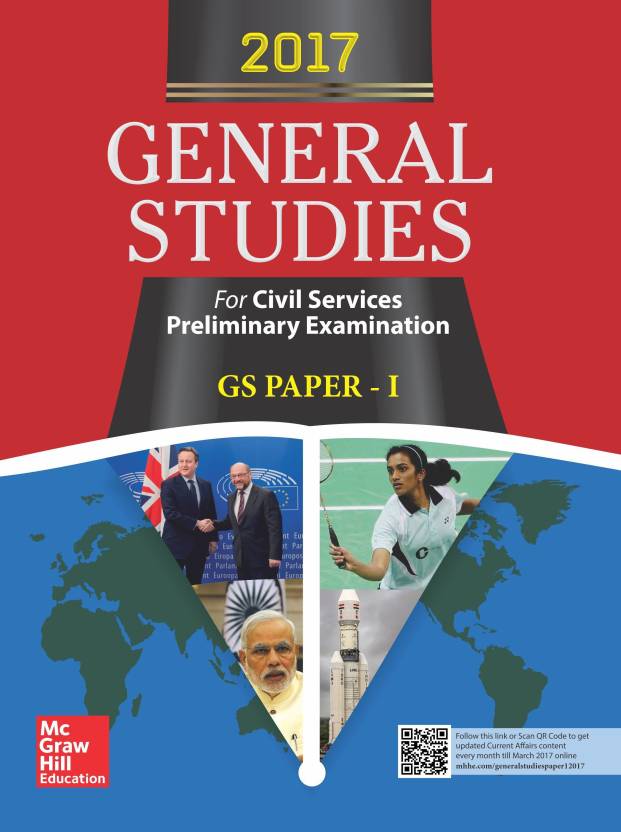 2017
GENERAL
STUDIES
For Civil Services
Preliminary Examination
GS PAPER - I
Mc
Graw
Hill
Education
Follow this link or Scan QR Code to get
updated Current Affairs content
every month till March 2017 online
mhhe.com/generalstudiespaper12017